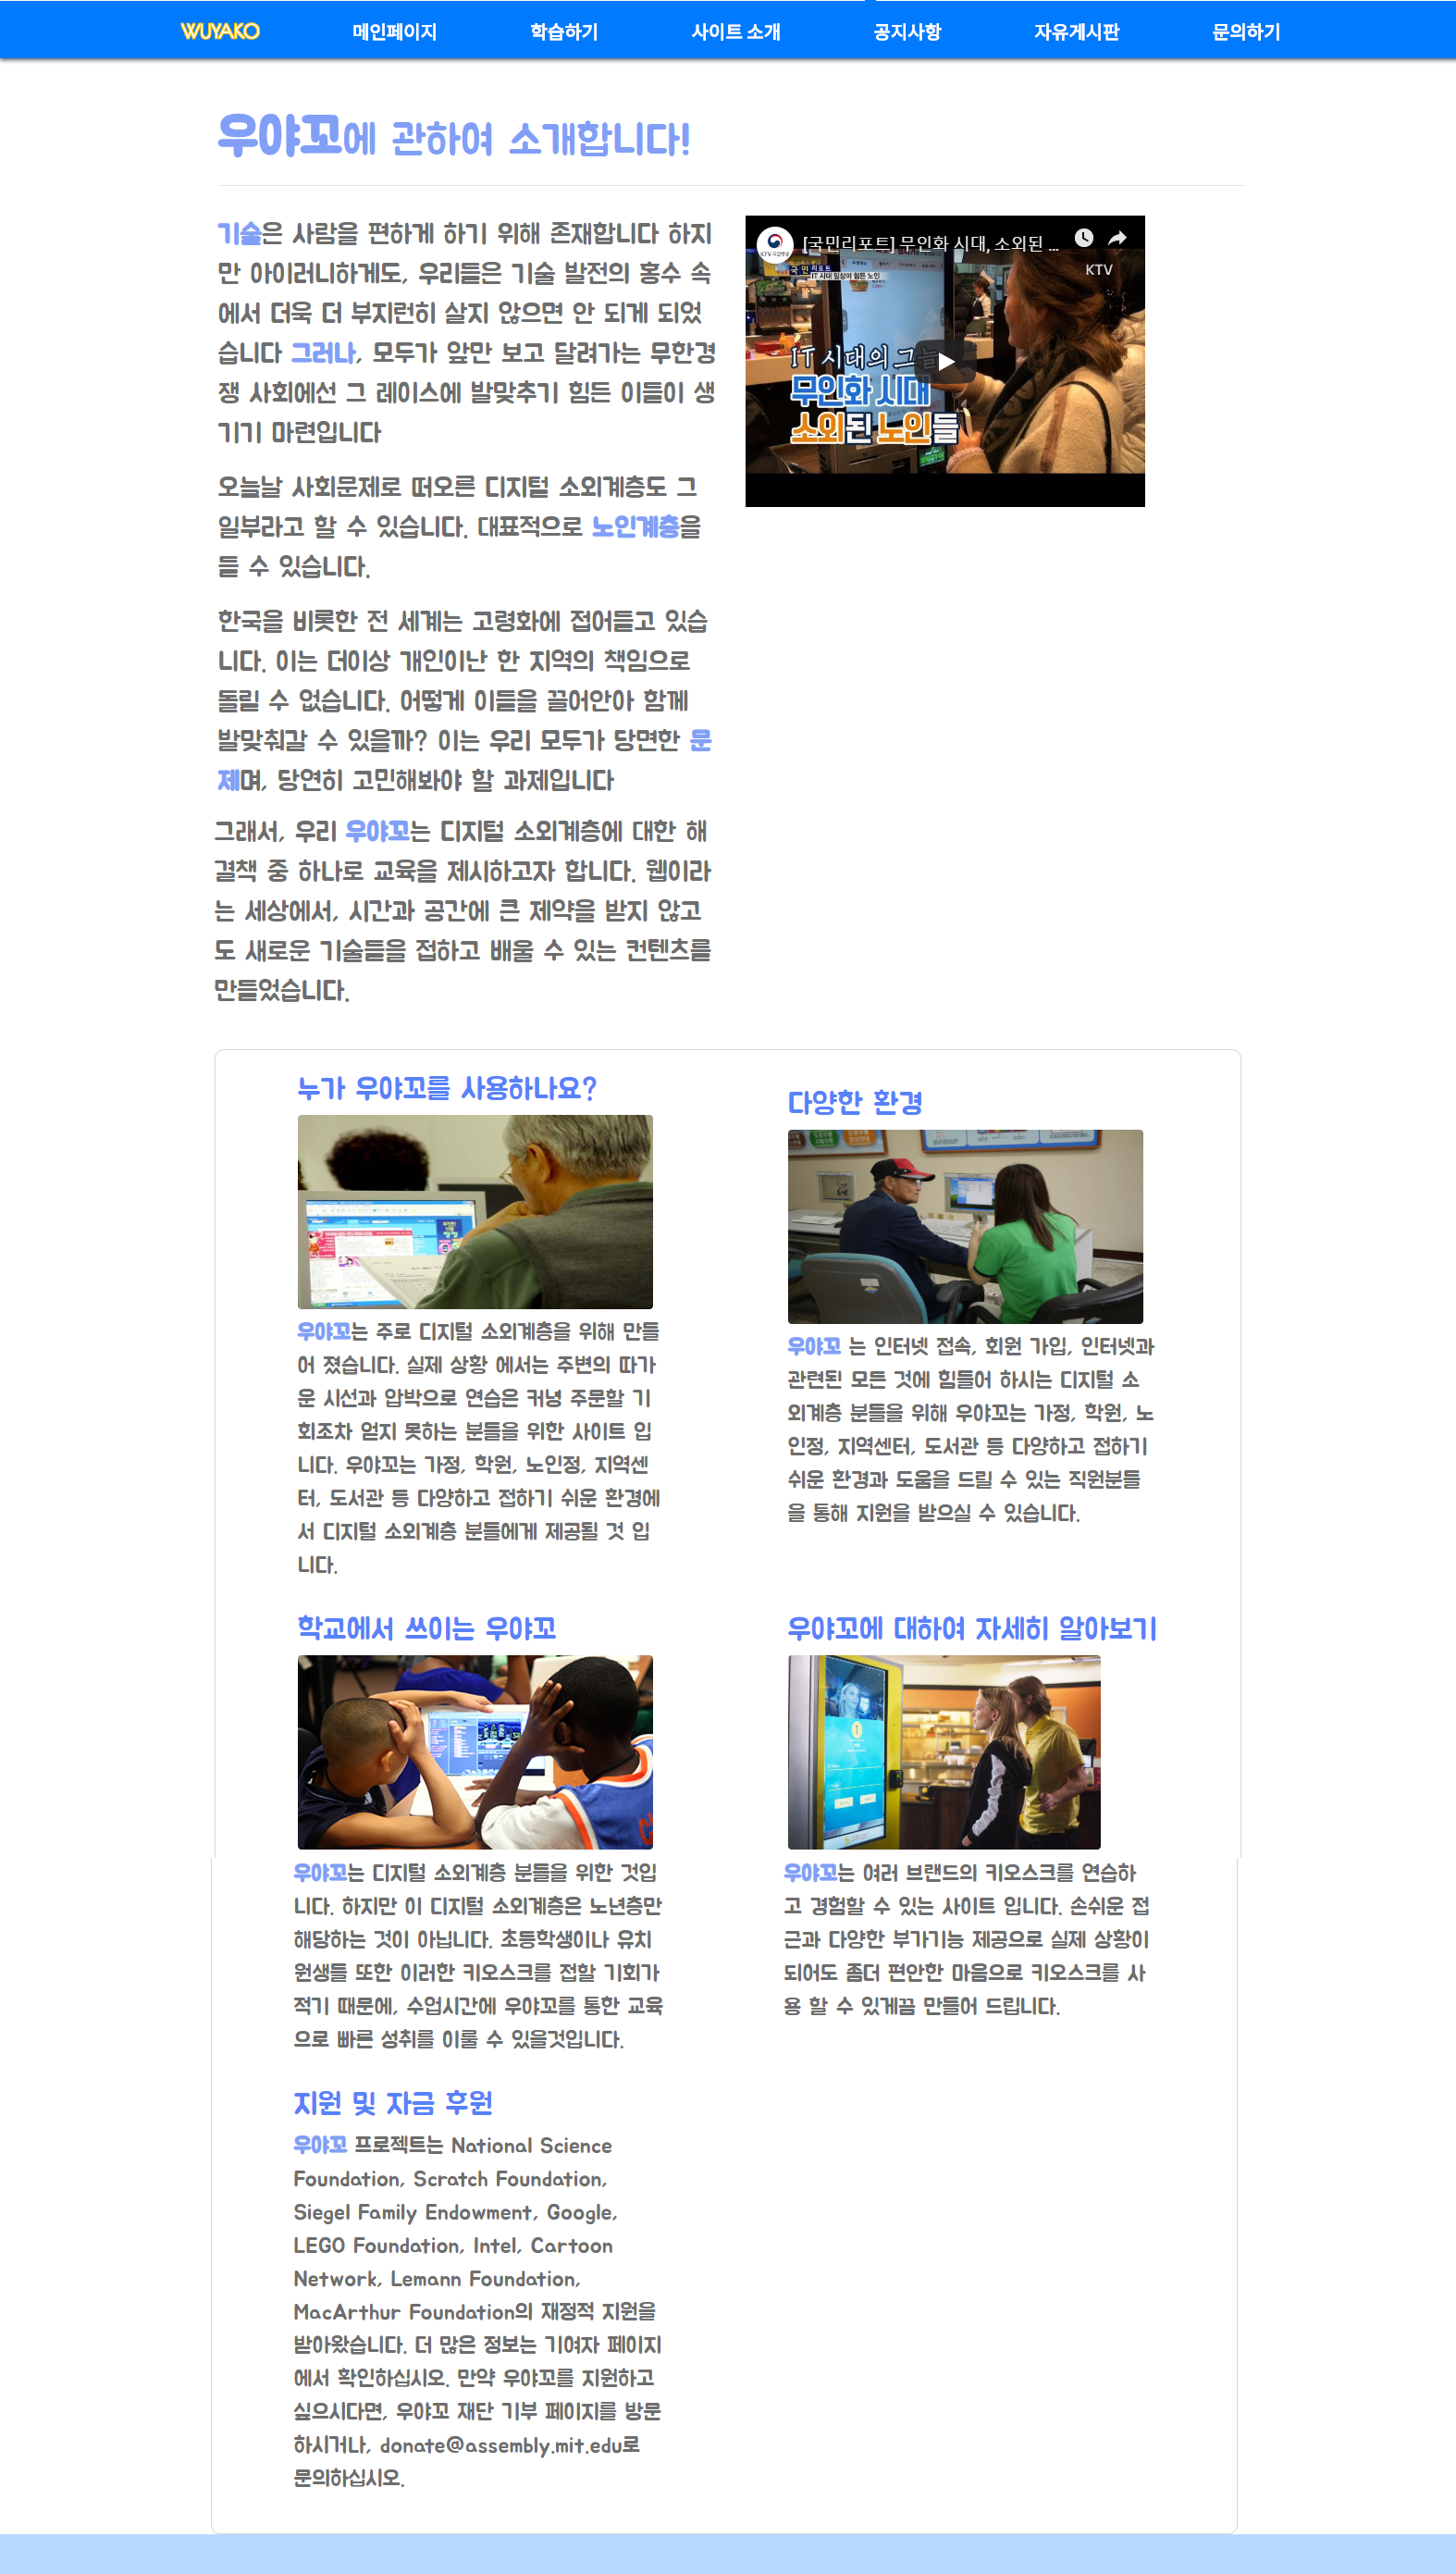 WUYAKO 메인페이지 학습하기 사이트 소개 공지사항 자유게시판 문의하기
우야꼬에 관하여 소개합니다!
기술은 사람을 편하게 하기 위해 존재합니다 하지
만 아이러니하게도, 우리들은 기술 발전의 홍수 속
에서 더욱 더 부지런히 살지 않으면 안 되게 되었
습니다 그러나, 모두가 앞만 보고 달려가는 무한경
쟁 사회에선 그 레이스에 발맞추기 힘든 이들이 생
기기 마련입니다
오늘날 사회문제로 떠오른 디지털 소외계층도 그
일부라고 할 수 있습니다. 대표적으로 노인계층을
들 수 있습니다.
한국을 비롯한 전 세계는 고령화에 접어들고 있습
니다. 이는 더이상 개인이난 한 지역의 책임으로
돌릴 수 없습니다. 어떻게 이들을 끌어안아 함께
발맞춰갈 수 있을까? 이는 우리 모두가 당면한 문
제며, 당연히 고민해봐야 할 과제입니다
그래서, 우리 우야꼬는 디지털 소외계층에 대한 해
결책 중 하나로 교육을 제시하고자 합니다. 웹이라
는 세상에서, 시간과 공간에 큰 제약을 받지 않고
도 새로운 기술들을 접하고 배울 수 있는 컨텐츠를
만들었습니다.
[국민리포트] 무인화 시대, 소외된 ...
KTV
국민리포트
IT 시대 일상이 힘든 노인
IT 시대의 그늘
무인화 시대
소외된 노인들
누가 우야꼬를 사용하나요?
우야꼬는 주로 디지털 소외계층을 위해 만들
어 졌습니다. 실제 상황 에서는 주변의 따가
운 시선과 압박으로 연습은 커녕 주문할 기
회조차 얻지 못하는 분들을 위한 사이트 입
니다. 우야꼬는 가정, 학원, 노인정, 지역센
터, 도서관 등 다양하고 접하기 쉬운 환경에
서 디지털 소외계층 분들에게 제공될 것 입
니다.
다양한 환경
우야꼬 는 인터넷 접속, 회원 가입, 인터넷과
관련된 모든 것에 힘들어 하시는 디지털 소
외계층 분들을 위해 우야꼬는 가정, 학원, 노
인정, 지역센터, 도서관 등 다양하고 접하기
쉬운 환경과 도움을 드릴 수 있는 직원분들
을 통해 지원을 받으실 수 있습니다.
학교에서 쓰이는 우야꼬
우야꼬는 디지털 소외계층 분들을 위한 것입
니다. 하지만 이 디지털 소외계층은 노년층만
해당하는 것이 아닙니다. 초등학생이나 유치
원생들 또한 이러한 키오스크를 접할 기회가
적기 때문에, 수업시간에 우야꼬를 통한 교육
으로 빠른 성취를 이룰 수 있을것입니다.
우야꼬에 대하여 자세히 알아보기
우야꼬는 여러 브랜드의 키오스크를 연습하
고 경험할 수 있는 사이트 입니다. 손쉬운 접
근과 다양한 부가기능 제공으로 실제 상황이
되어도 좀더 편안한 마음으로 키오스크를 사
용 할 수 있게끔 만들어 드립니다.
지원 및 자금 후원
우야꼬 프로젝트는 National Science
Foundation, Scratch Foundation,
Siegel Family Endowment, Google,
LEGO Foundation, Intel, Cartoon
Network, Lemann Foundation,
MacArthur Foundation의 재정적 지원을
받아왔습니다. 더 많은 정보는 기여자 페이지
에서 확인하십시오. 만약 우야꼬를 지원하고
싶으시다면, 우야꼬 재단 기부 페이지를 방문
하시거나, donate@assembly.mit.edu로
문의하십시오.